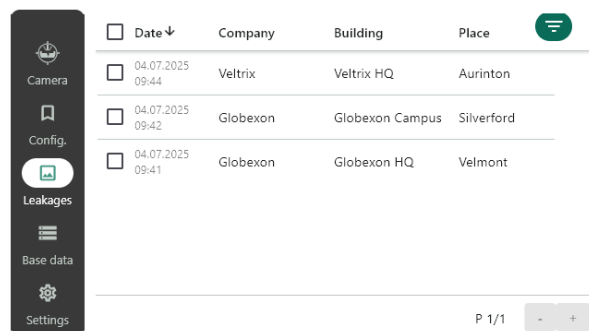 Date Company Building Place
04.07.2025
09:44 Veltrix Veltrix HQ Aurinton
04.07.2025
09:42 Globexon Globexon Campus Silverford
04.07.2025
09:41 Globexon Globexon HQ Velmont
Camera
Config.
Leakages
Base data
Settings
P 1/1 - +